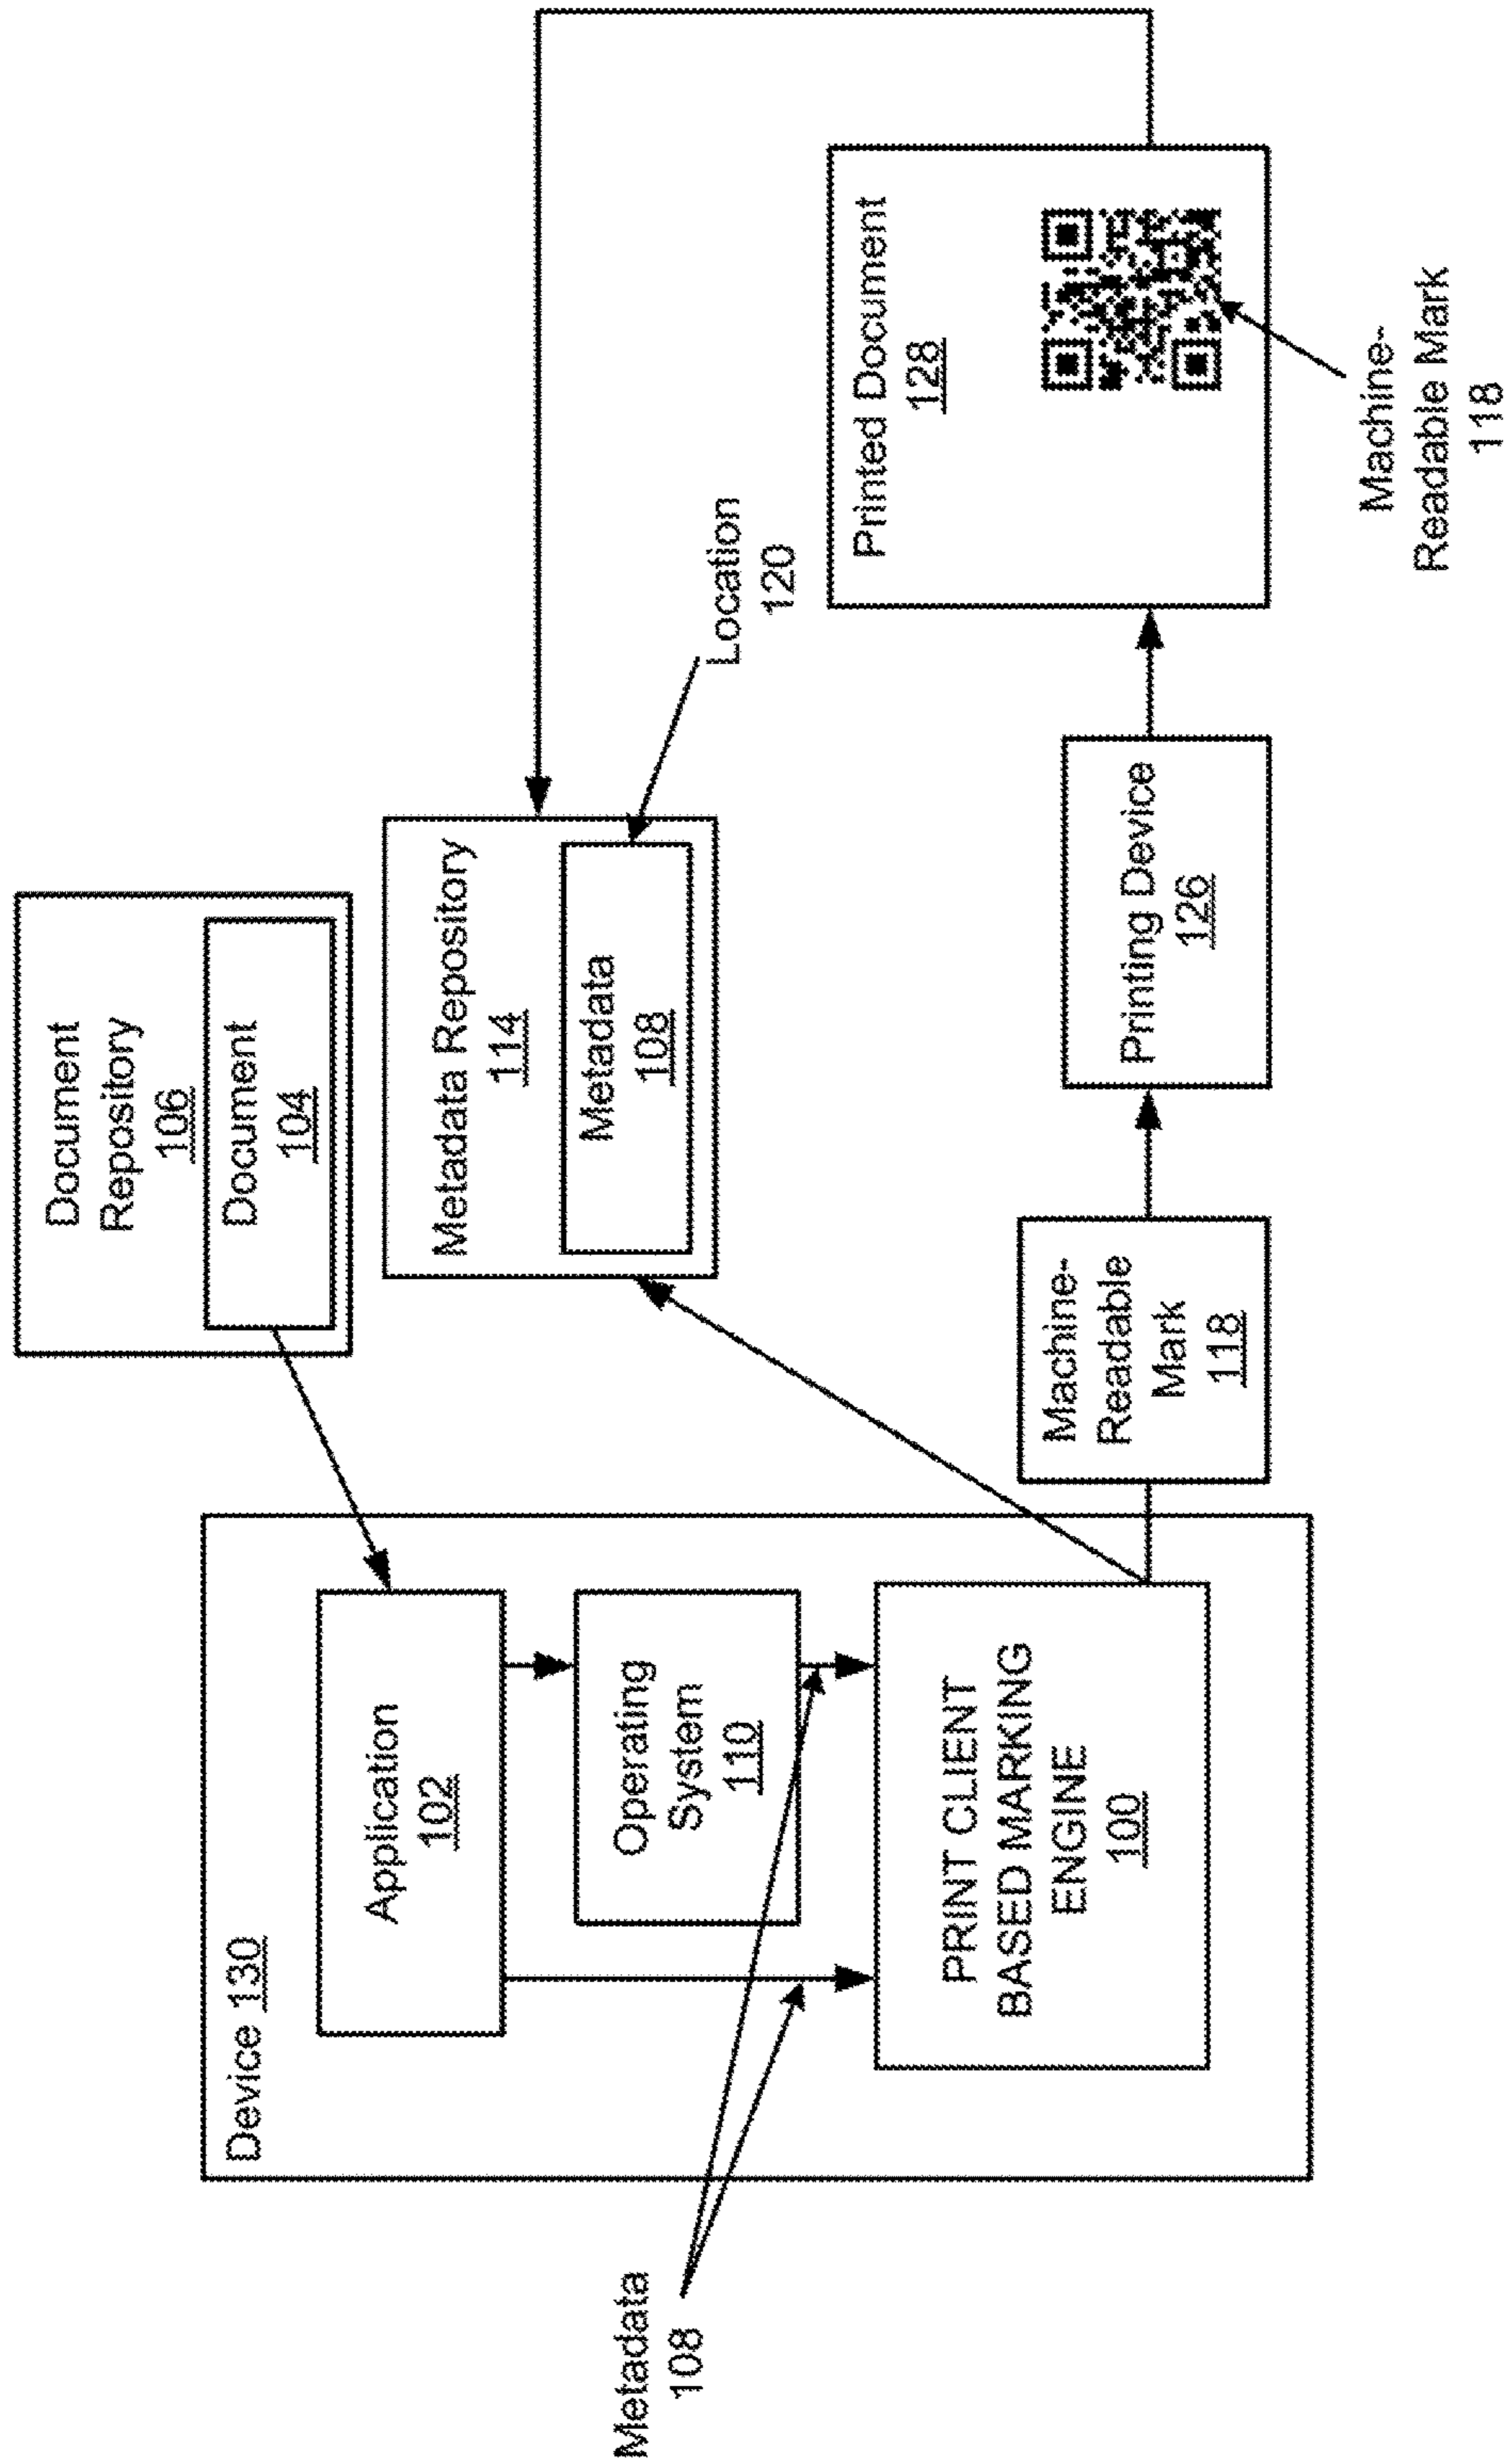 Document
Repository
106
Document
104
Device 130
Application
102
Metadata Repository
114
Metadata
108
Operating
System
110
Location
120
Metadata
108
PRINT CLIENT
BASED MARKING
ENGINE
100
Machine-
Readable
Mark
118
Printing Device
126
Printed Document
128
Machine-
Readable Mark
118